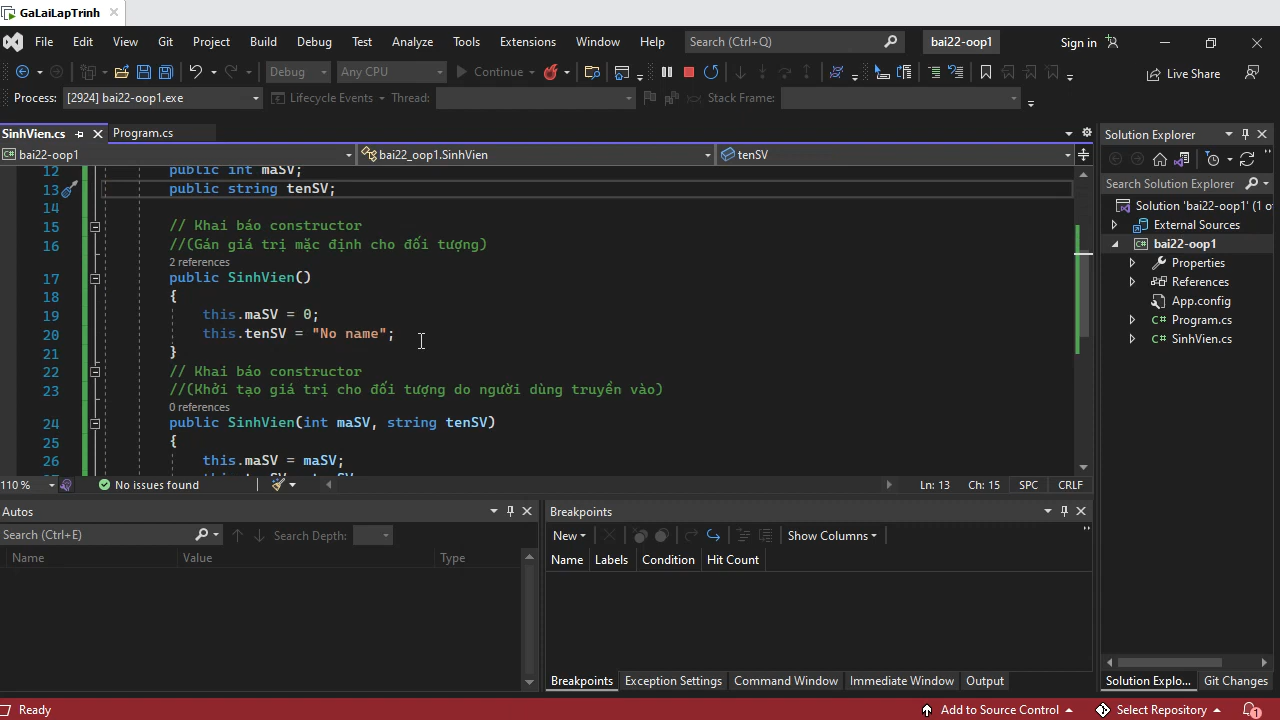 GaLaiLapTrinh
File Edit View Git Project Build Debug Test Analyze Tools Extensions Window Help Search (Ctrl+Q) bai22-oop1 Sign in
Debug Any CPU Continue Live Share
Process: [2924] bai22-oop1.exe Lifecycle Events Thread: Stack Frame:
SinhVien.cs Program.cs
bai22-oop1 bai22_oop1.SinhVien tenSV
12 public int maSV;
13 public string tenSV;
14
15 // Khai báo constructor
16 //(Gán giá trị mặc định cho đối tượng)
2 references
17 public SinhVien()
18 {
19 this.maSV = 0;
20 this.tenSV = "No name";
21 }
22 // Khai báo constructor
23 //(Khởi tạo giá trị cho đối tượng do người dùng truyền vào)
0 references
24 public SinhVien(int maSV, string tenSV)
25 {
26 this.maSV = maSV;
110 % No issues found Ln: 13 Ch: 15 SPC CRLF
Solution Explorer
Search Solution Explorer
Solution 'bai22-oop1' (1 of
External Sources
bai22-oop1
Properties
References
App.config
Program.cs
SinhVien.cs
Autos
Search (Ctrl+E) Search Depth:
Name Value Type
Breakpoints
New Show Columns
Name Labels Condition Hit Count
Breakpoints Exception Settings Command Window Immediate Window Output
Solution Explo... Git Changes
Ready Add to Source Control Select Repository 1